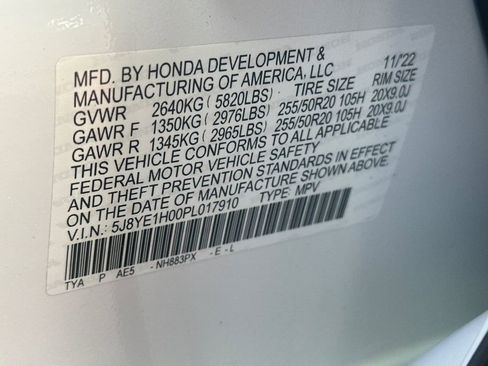 MFD. BY HONDA DEVELOPMENT & 11/22
MANUFACTURING OF AMERICA, LLC
TIRE SIZE RIM SIZE
GVWR 2640KG ( 5820LBS)
GAWR F 1350KG ( 2976LBS) 255/50R20 105H 20X9.0J
GAWR R 1345KG ( 2965LBS) 255/50R20 105H 20X9.0J
THIS VEHICLE CONFORMS TO ALL APPLICABLE
FEDERAL MOTOR VEHICLE SAFETY
AND THEFT PREVENTION STANDARDS IN EFFECT
ON THE DATE OF MANUFACTURE SHOWN ABOVE.
V.I.N.: 5J8YE1H00PL017910 TYPE: MPV
TYA P AE5 - NH883PX - E - L